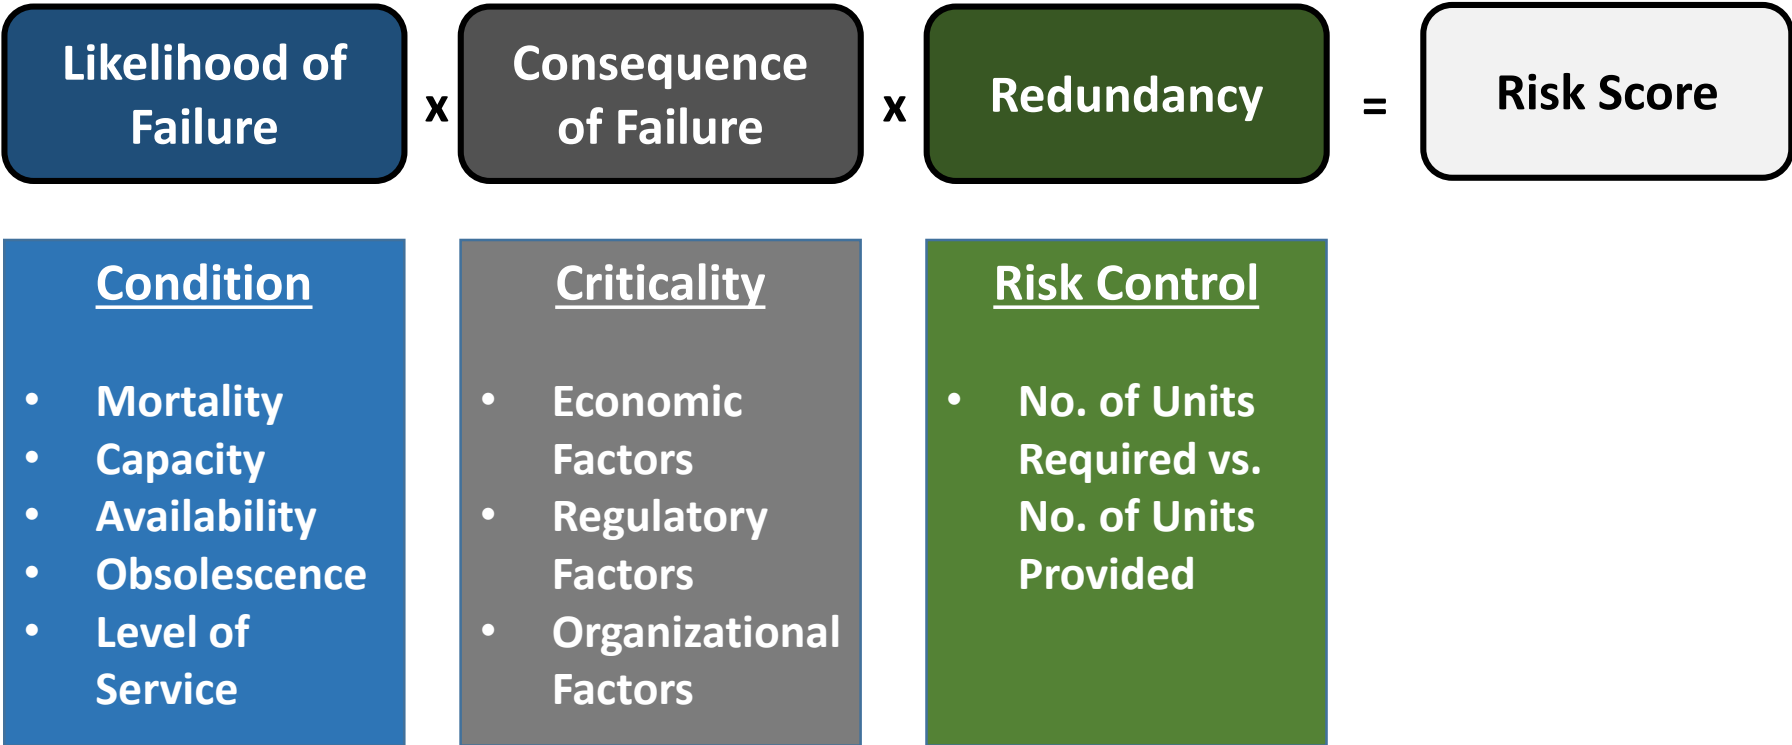 Likelihood of
Failure
x
Consequence
of Failure
x
Redundancy
=
Risk Score
Condition
• Mortality
• Capacity
• Availability
• Obsolescence
• Level of
Service
Criticality
• Economic
Factors
• Regulatory
Factors
• Organizational
Factors
Risk Control
• No. of Units
Required vs.
No. of Units
Provided